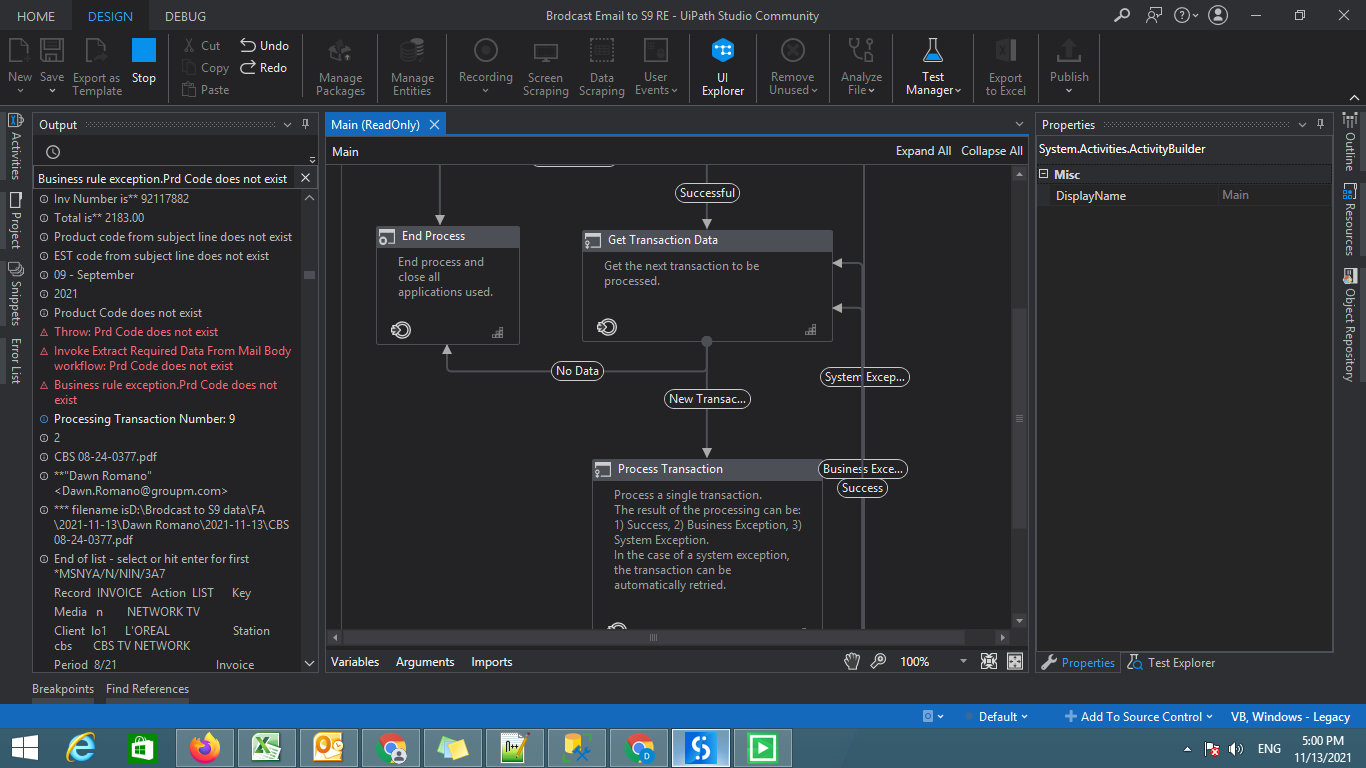 HOME DESIGN DEBUG
Brodcast Email to S9 RE - UiPath Studio Community
New
Save
Export as
Template
Stop
Cut
Copy
Paste
Undo
Redo
Manage
Packages
Manage
Entities
Recording
Screen
Scraping
Data
Scraping
User
Events
UI
Explorer
Remove
Unused
Analyze
File
Test
Manager
Export
to Excel
Publish
Activities
Project
Snippets
Error List
Output
Business rule exception.Prd Code does not exist
Inv Number is** 92117882
Total is** 2183.00
Product code from subject line does not exist
EST code from subject line does not exist
09 - September
2021
Product Code does not exist
Throw: Prd Code does not exist
Invoke Extract Required Data From Mail Body
workflow: Prd Code does not exist
Business rule exception.Prd Code does not
exist
Processing Transaction Number: 9
2
CBS 08-24-0377.pdf
**"Dawn Romano"
<Dawn.Romano@groupm.com>
*** filename isD:\Brodcast to S9 data\FA
\2021-11-13\Dawn Romano\2021-11-13\CBS
08-24-0377.pdf
End of list - select or hit enter for first
*MSNYA/N/NIN/3A7
Record INVOICE Action LIST Key
Media n NETWORK TV
Client lo1 L'OREAL Station
cbs CBS TV NETWORK
Period 8/21 Invoice
Breakpoints Find References
Main (ReadOnly)
Main
Expand All Collapse All
Successful
End Process
End process and
close all
applications used.
Get Transaction Data
Get the next transaction to be
processed.
No Data
System Excep...
New Transac...
Process Transaction
Business Exce...
Success
Process a single transaction.
The result of the processing can be:
1) Success, 2) Business Exception, 3)
System Exception.
In the case of a system exception,
the transaction can be
automatically retried.
Variables Arguments Imports
100%
Properties
System.Activities.ActivityBuilder
Misc
DisplayName Main
Properties Test Explorer
Outline
Resources
Object Repository
Default
Add To Source Control
VB, Windows - Legacy
ENG
5:00 PM
11/13/2021